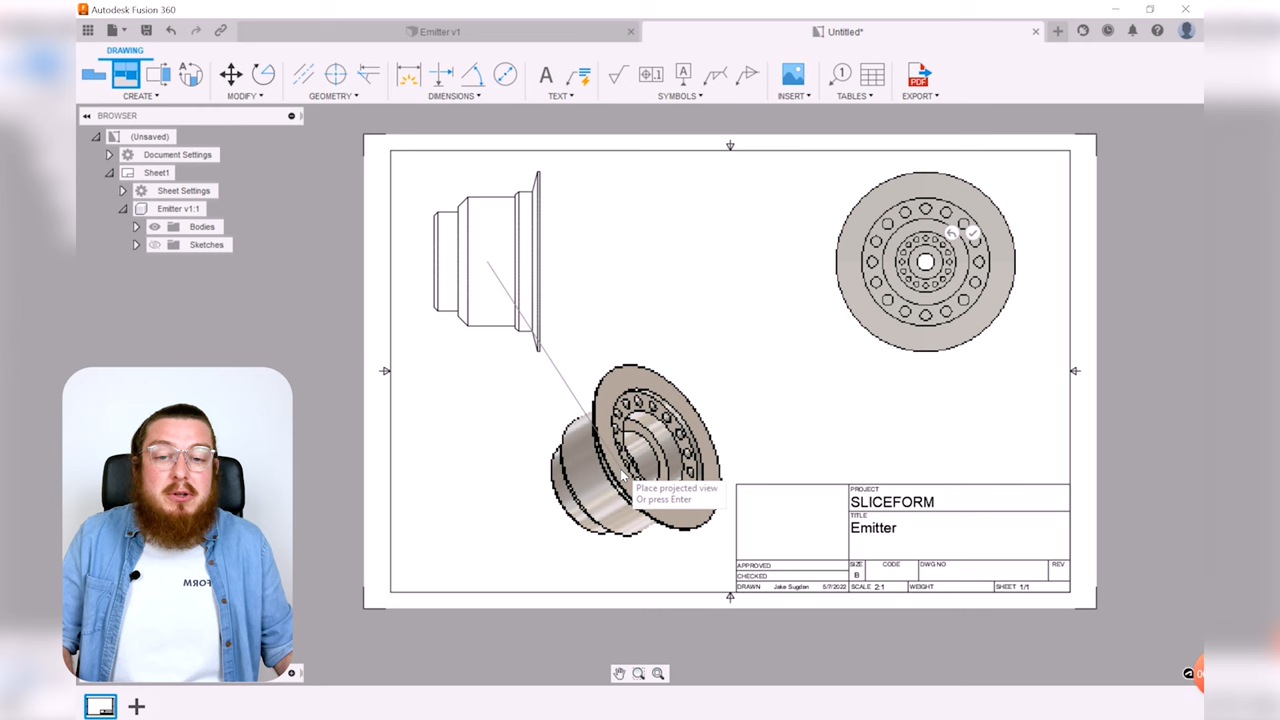 Autodesk Fusion 360
Emitter v1
Untitled*
DRAWING
CREATE
MODIFY
GEOMETRY
DIMENSIONS
TEXT
SYMBOLS
INSERT
TABLES
EXPORT
PDF
BROWSER
(Unsaved)
Document Settings
Sheet1
Sheet Settings
Emitter v1:1
Bodies
Sketches
Place projected view
Or press Enter
PROJECT
SLICEFORM
TITLE
Emitter
APPROVED
CHECKED
DRAWN Jake Sugden 5/7/2022
SIZE B
CODE
DWG NO
REV
SCALE 2:1
WEIGHT
SHEET 1/1